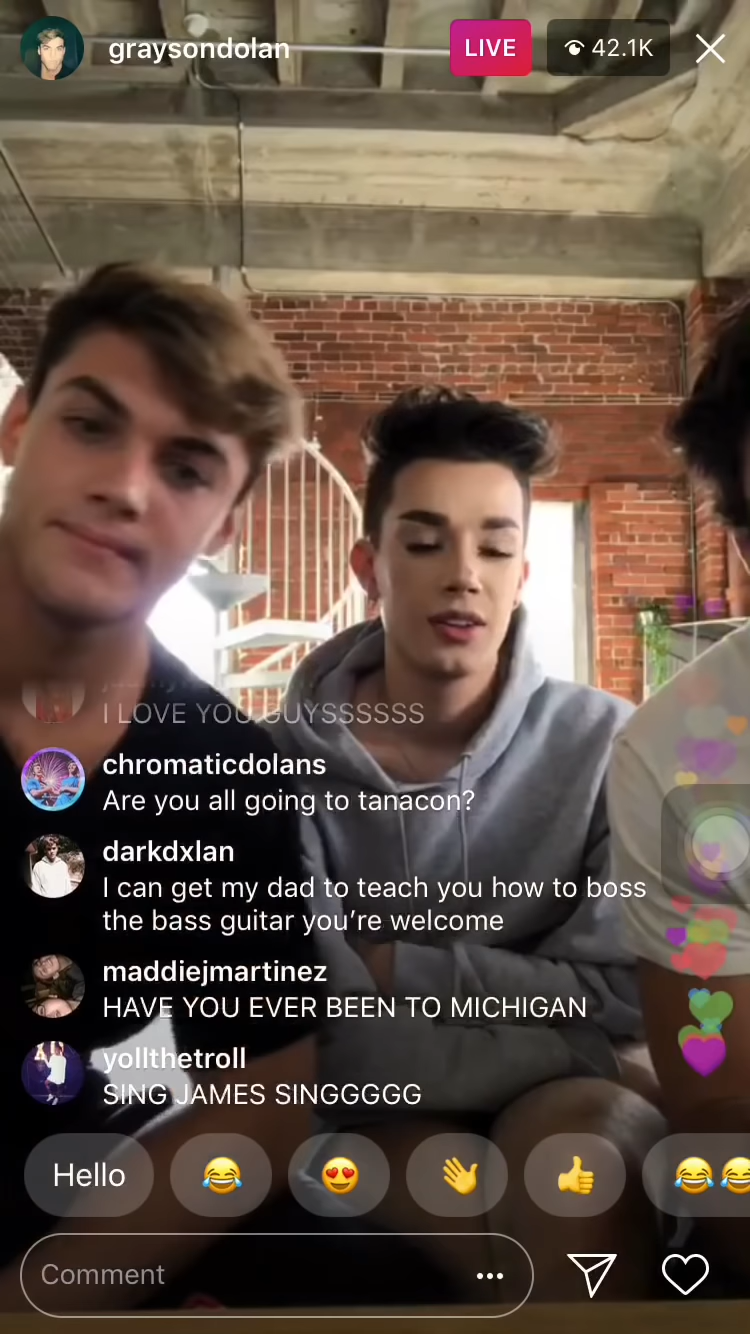 graysondolan LIVE 42.1K
I LOVE YOU GUYSSSSSS
chromaticdolans
Are you all going to tanacon?
darkdxlan
I can get my dad to teach you how to boss
the bass guitar you’re welcome
maddiejmartinez
HAVE YOU EVER BEEN TO MICHIGAN
yollthetroll
SING JAMES SINGGGGG
Hello 😂 😍 👋 👍 😂😂
Comment